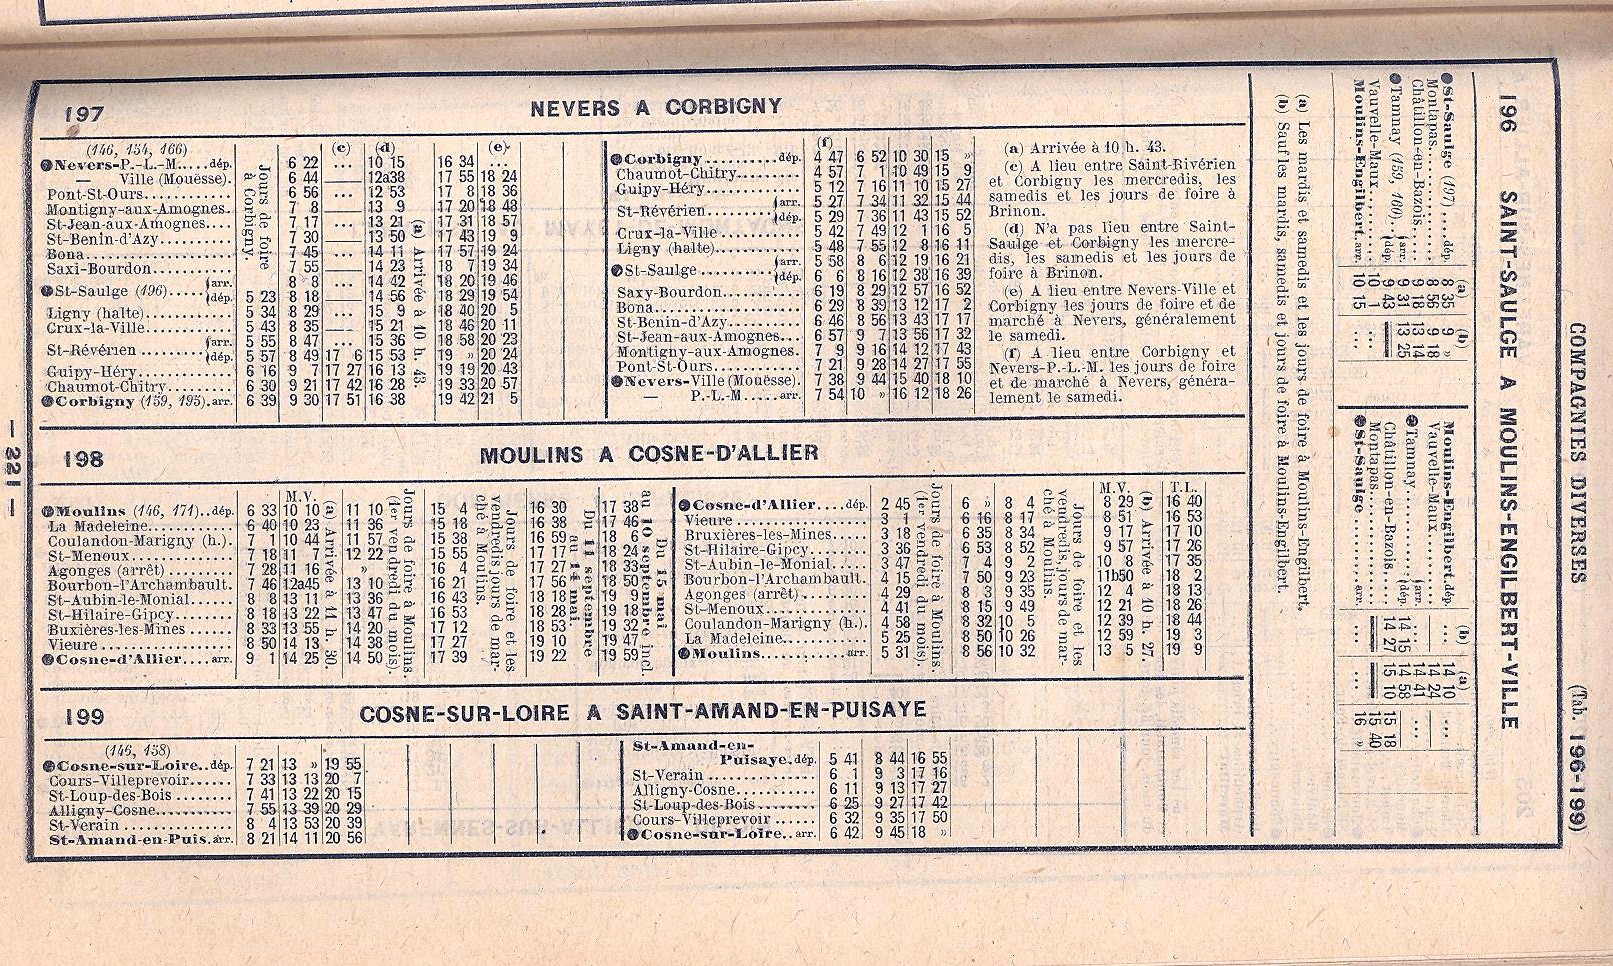 197 NEVERS A CORBIGNY
(146, 154, 166) (c) (d) (e)
Nevers-P.-L.-M.....dép. 6 22 ... 10 15 16 34 ...
— Ville (Mouësse). 6 44 — 12a38 17 55 18 24
Pont-St-Ours 6 56 ... 12 53 17 8 18 36
Montigny-aux-Amognes. 7 8 — 13 9 17 20 18 48
St-Jean-aux-Amognes.... 7 17 ... 13 21 17 31 18 57
St-Benin-d'Azy 7 30 — 13 50 17 43 19 9
Bona 7 45 ... 14 11 17 57 19 24
Saxi-Bourdon 7 55 — 14 23 18 7 19 34
St-Saulge (196) arr. 8 8 ... 14 42 18 20 19 46
dép. 5 23 8 18 — 14 56 18 29 19 54
Ligny (halte) 5 34 8 29 ... 15 9 18 40 20 5
Crux-la-Ville 5 43 8 35 — 15 21 18 46 20 11
St-Révérien arr. 5 55 8 47 ... 15 36 18 58 20 23
dép. 5 57 8 49 17 6 15 53 19 » 20 24
Guipy-Héry 6 16 9 7 17 27 16 13 19 19 20 43
Chaumot-Chitry 6 30 9 21 17 42 16 28 19 33 20 57
Corbigny (159, 195). arr. 6 39 9 30 17 51 16 38 19 42 21 5
Jours de foire
à Corbigny.
(a) Arrivée à 10 h. 43.
(f)
Corbigny dép. 4 47 6 52 10 30 15 »
Chaumot-Chitry 4 57 7 1 10 49 15 9
Guipy-Héry 5 12 7 16 11 10 15 27
St-Révérien arr. 5 27 7 34 11 32 15 44
dép. 5 29 7 36 11 43 15 52
Crux-la-Ville 5 42 7 49 12 1 16 5
Ligny (halte) 5 48 7 55 12 8 16 11
St-Saulge arr. 5 58 8 6 12 19 16 21
dép. 6 6 8 16 12 38 16 39
Saxy-Bourdon 6 19 8 29 12 57 16 52
Bona 6 29 8 39 13 12 17 2
St-Benin-d'Azy 6 46 8 56 13 43 17 17
St-Jean-aux-Amognes... 6 57 9 7 13 56 17 32
Montigny-aux-Amognes. 7 9 9 16 14 12 17 43
Pont-St-Ours 7 21 9 28 14 27 17 55
Nevers-Ville (Mouësse). 7 38 9 44 15 40 18 10
— P.-L.-M.....arr. 7 54 10 » 16 12 18 26
(a) Arrivée à 10 h. 43.
(c) A lieu entre Saint-Rivérien
et Corbigny les mercredis, les
samedis et les jours de foire à
Brinon.
(d) N'a pas lieu entre Saint-
Saulge et Corbigny les mercre-
dis, les samedis et les jours de
foire à Brinon.
(e) A lieu entre Nevers-Ville et
Corbigny les jours de foire et de
marché à Nevers, généralement
le samedi.
(f) A lieu entre Corbigny et
Nevers-P.-L.-M. les jours de foire
et de marché à Nevers, généra-
lement le samedi.
198 MOULINS A COSNE-D'ALLIER
M.V.
Moulins (146, 171)..dép. 6 33 10 10 11 10 15 4 16 30 17 38
La Madeleine 6 40 10 23 11 36 15 18 16 38 17 46
Coulandon-Marigny (h.). 7 1 10 44 11 57 15 38 16 59 18 6
St-Menoux 7 18 11 7 12 22 15 55 17 17 18 24
Agonges (arrêt) 7 28 11 16 » 16 4 17 27 18 33
Bourbon-l'Archambault. 7 46 12a45 13 10 16 21 17 56 18 50
St-Aubin-le-Monial 8 8 13 11 13 36 16 43 18 18 19 9
St-Hilaire-Gipcy 8 18 13 22 13 47 16 53 18 28 19 18
Buxières-les-Mines 8 33 13 55 14 20 17 12 18 53 19 32
Vieure 8 50 14 13 14 38 17 27 19 10 19 47
Cosne-d'Allier....arr. 9 1 14 25 14 50 17 39 19 22 19 59
(a) Arrivée à 11 h. 30.
Jours de foire à Moulins.
(1er vendredi du mois).
Jours de foire et les
vendredis jours de mar-
ché à Moulins.
Du 11 septembre
au 14 mai.
Du 15 mai
au 10 septembre incl.
M.V. T.L.
Cosne-d'Allier....dép. 2 45 6 » 8 4 8 29 16 40
Vieure 3 1 6 16 8 17 8 51 16 53
Bruxières-les-Mines 3 18 6 35 8 34 9 17 17 10
St-Hilaire-Gipcy 3 36 6 53 8 52 9 57 17 26
St-Aubin-le-Monial 3 47 7 4 9 2 10 8 17 35
Bourbon-l'Archambault. 4 15 7 50 9 23 11b50 18 2
Agonges (arrêt) 4 29 8 3 9 35 12 4 18 13
St-Menoux 4 41 8 15 9 49 12 21 18 26
Coulandon-Marigny (h.). 4 58 8 32 10 5 12 39 18 44
La Madeleine 5 25 8 50 10 26 12 59 19 3
Moulins arr. 5 31 8 56 10 32 13 5 19 9
Jours de foire à Moulins.
(1er vendredi du mois).
Jours de foire et les
vendredis, jours de mar-
ché à Moulins.
(b) Arrivée à 10 h. 27.
199 COSNE-SUR-LOIRE A SAINT-AMAND-EN-PUISAYE
(146, 158)
Cosne-sur-Loire..dép. 7 21 13 » 19 55
Cours-Villeprevoir 7 33 13 13 20 7
St-Loup-des-Bois 7 41 13 22 20 15
Alligny-Cosne 7 55 13 39 20 29
St-Verain 8 4 13 53 20 39
St-Amand-en-Puis. arr. 8 21 14 11 20 56
St-Amand-en-
Puisaye. dép. 5 41 8 44 16 55
St-Verain 6 1 9 3 17 16
Alligny-Cosne 6 11 9 13 17 27
St-Loup-des-Bois 6 25 9 27 17 42
Cours-Villeprevoir 6 32 9 35 17 50
Cosne-sur-Loire..arr. 6 42 9 45 18 »
— 221 —
COMPAGNIES DIVERSES (Tab. 196-199)
196 SAINT-SAULGE A MOULINS-ENGILBERT-VILLE
(a) (b)
St-Saulge (197) dép. 8 35 9 »
Montapas 8 56 9 18
Châtillon-en-Bazois 9 18 13 14
Tamnay (159, 160) arr. 9 31 13 25
dép. 9 43
Vauvelle-Maux 10 1 ...
Moulins-Engilbert. arr. 10 15 ...
(b) (a)
Moulins-Engilbert. dép. ... 14 10 ...
Vauvelle-Maux ... 14 24
Tamnay arr. ... 14 41 ...
dép. 14 15 14 58
Châtillon-en-Bazois 14 27 15 10 15 18
Montapas 15 40
St-Saulge arr. ... ... 16 »
(a) Les mardis et samedis et les jours de foire à Moulins-Engilbert.
(b) Sauf les mardis, samedis et jours de foire à Moulins-Engilbert.